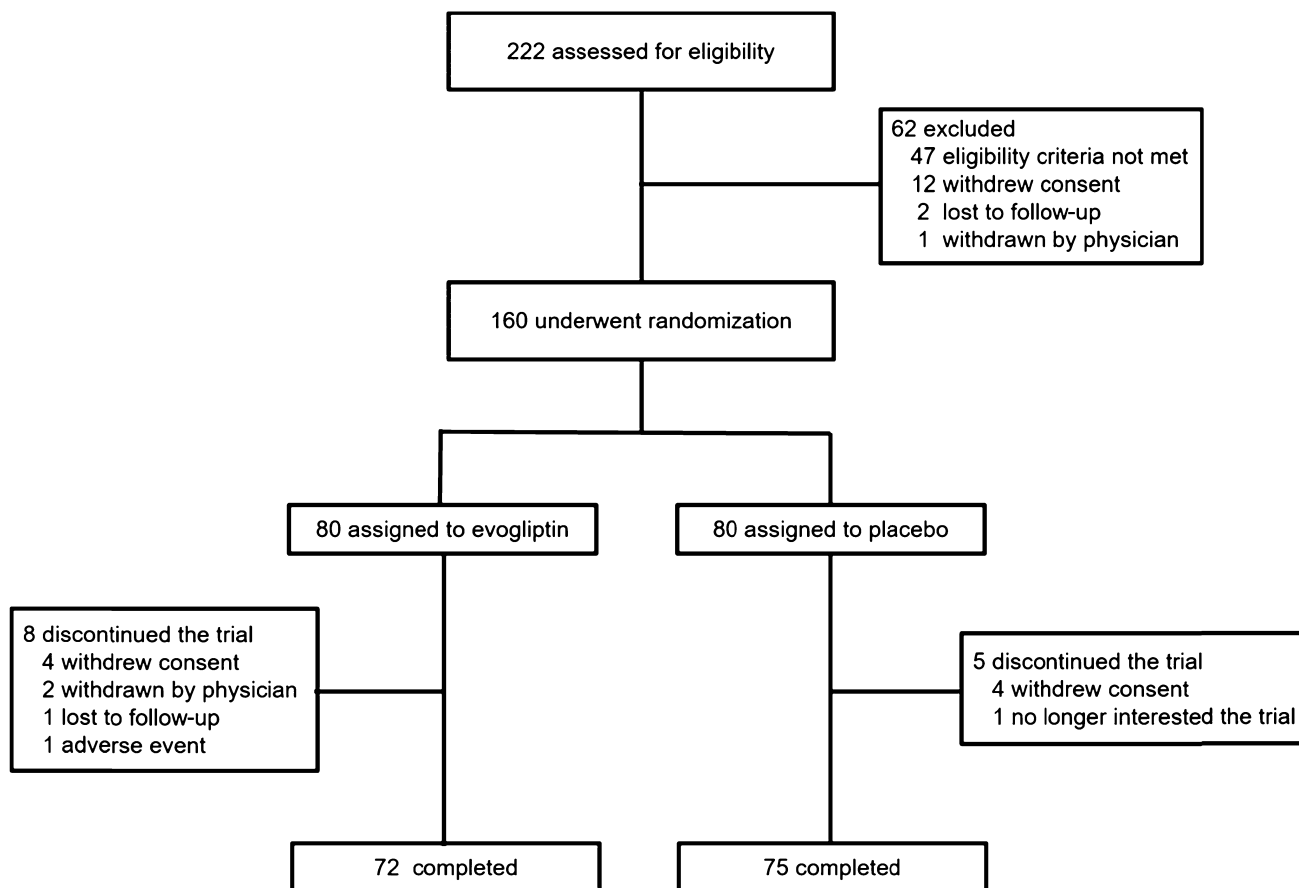 222 assessed for eligibility
62 excluded
47 eligibility criteria not met
12 withdrew consent
2 lost to follow-up
1 withdrawn by physician
160 underwent randomization
80 assigned to evogliptin
80 assigned to placebo
8 discontinued the trial
4 withdrew consent
2 withdrawn by physician
1 lost to follow-up
1 adverse event
5 discontinued the trial
4 withdrew consent
1 no longer interested the trial
72 completed
75 completed